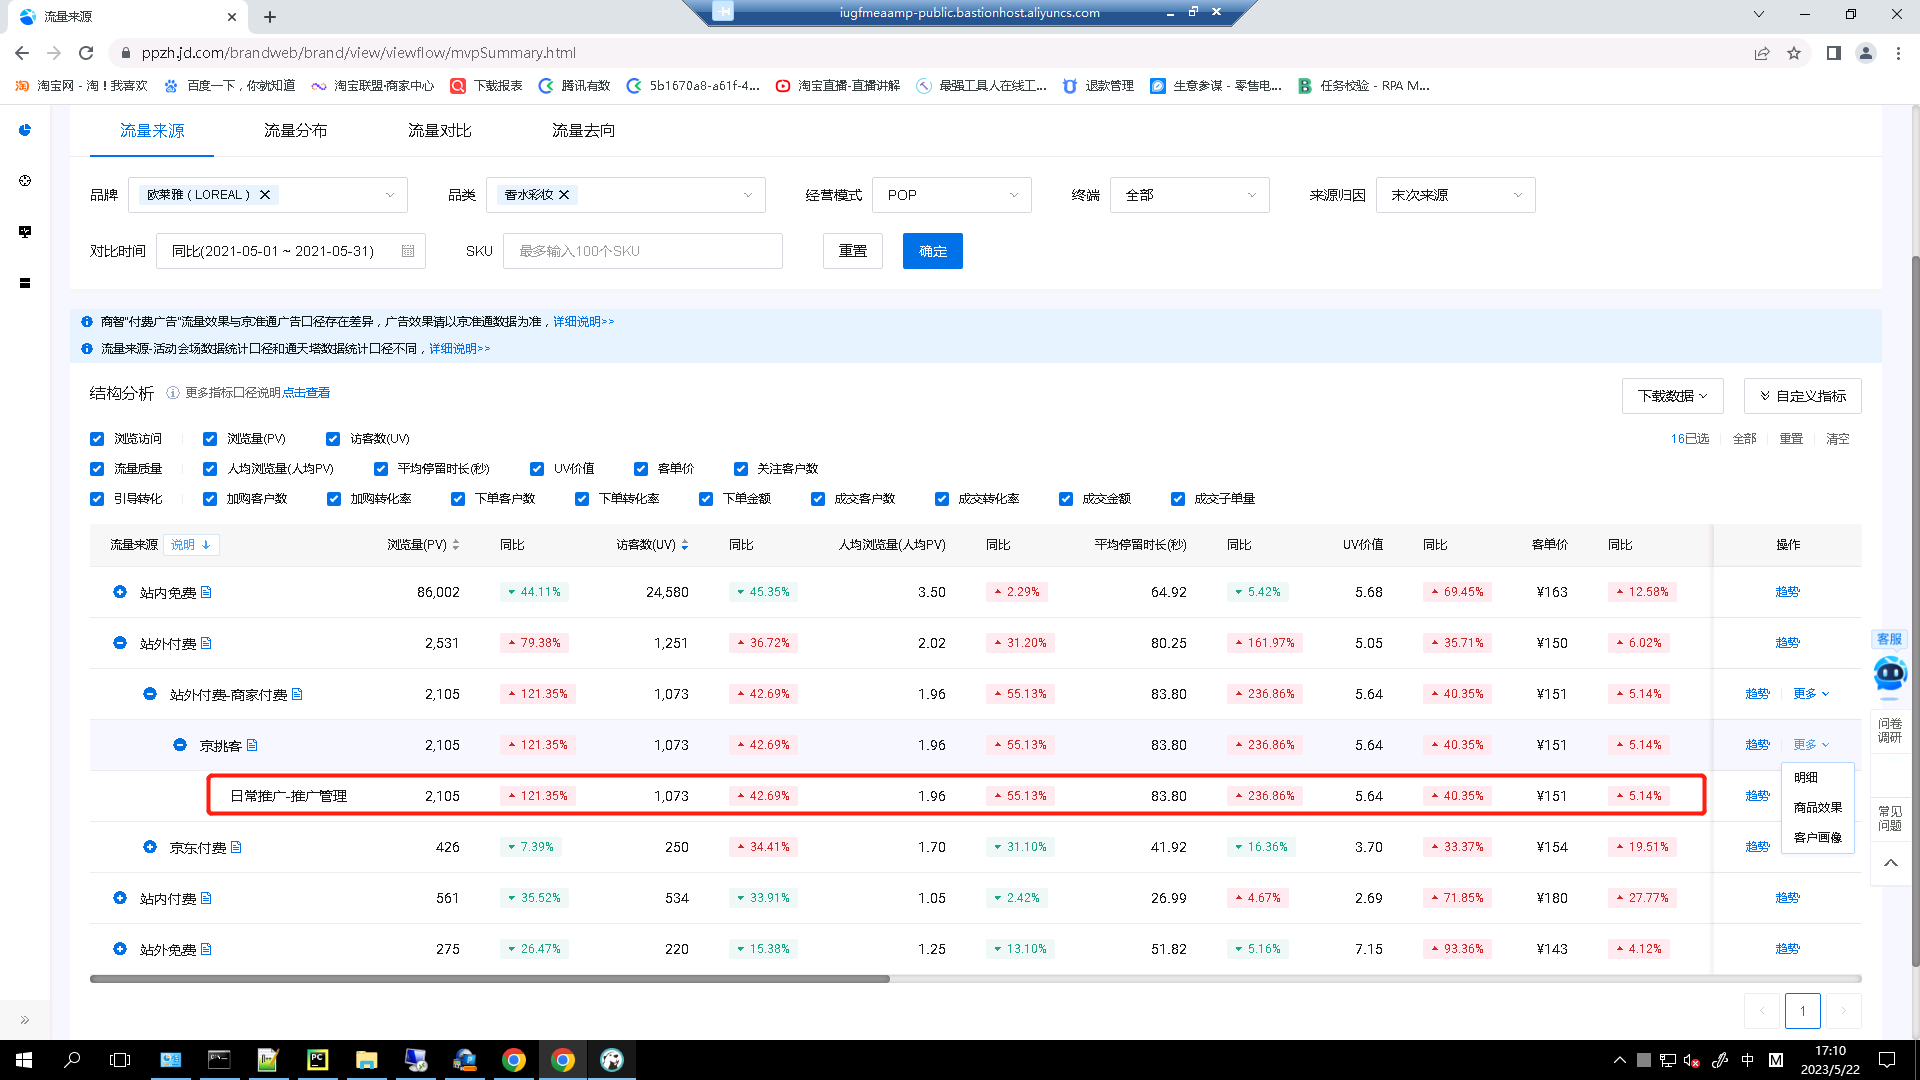 流量来源
iugfmeaamp-public.bastionhost.aliyuncs.com
ppzh.jd.com/brandweb/brand/view/viewflow/mvpSummary.html
淘宝网 - 淘！我喜欢 百度一下，你就知道 淘宝联盟·商家中心 下载报表 腾讯有数 5b1670a8-a61f-4... 淘宝直播-直播讲解 最强工具人在线工... 退款管理 生意参谋 - 零售电... 任务校验 - RPA M...
流量来源 流量分布 流量对比 流量去向
品牌 欧莱雅（LOREAL） 品类 香水彩妆 经营模式 POP 终端 全部 来源归因 末次来源
对比时间 同比(2021-05-01 ~ 2021-05-31) SKU 最多输入100个SKU 重置 确定
商智"付费广告"流量效果与京准通广告口径存在差异，广告效果请以京准通数据为准，详细说明>>
流量来源-活动会场数据统计口径和通天塔数据统计口径不同，详细说明>>
结构分析 更多指标口径说明点击查看 下载数据 自定义指标
浏览访问 浏览量(PV) 访客数(UV) 16已选 全部 重置 清空
流量质量 人均浏览量(人均PV) 平均停留时长(秒) UV价值 客单价 关注客户数
引导转化 加购客户数 加购转化率 下单客户数 下单转化率 下单金额 成交客户数 成交转化率 成交金额 成交子单量
流量来源 说明 浏览量(PV) 同比 访客数(UV) 同比 人均浏览量(人均PV) 同比 平均停留时长(秒) 同比 UV价值 同比 客单价 同比 操作
站内免费 86,002 44.11% 24,580 45.35% 3.50 2.29% 64.92 5.42% 5.68 69.45% ¥163 12.58% 趋势
站外付费 2,531 79.38% 1,251 36.72% 2.02 31.20% 80.25 161.97% 5.05 35.71% ¥150 6.02% 趋势
站外付费-商家付费 2,105 121.35% 1,073 42.69% 1.96 55.13% 83.80 236.86% 5.64 40.35% ¥151 5.14% 趋势 更多
京挑客 2,105 121.35% 1,073 42.69% 1.96 55.13% 83.80 236.86% 5.64 40.35% ¥151 5.14% 趋势 更多
日常推广-推广管理 2,105 121.35% 1,073 42.69% 1.96 55.13% 83.80 236.86% 5.64 40.35% ¥151 5.14% 趋势
京东付费 426 7.39% 250 34.41% 1.70 31.10% 41.92 16.36% 3.70 33.37% ¥154 19.51% 趋势
站内付费 561 35.52% 534 33.91% 1.05 2.42% 26.99 4.67% 2.69 71.85% ¥180 27.77% 趋势
站外免费 275 26.47% 220 15.38% 1.25 13.10% 51.82 5.16% 7.15 93.36% ¥143 4.12% 趋势
明细
商品效果
客户画像
客服
问卷
调研
常见
问题
1
PC
中 M
17:10
2023/5/22